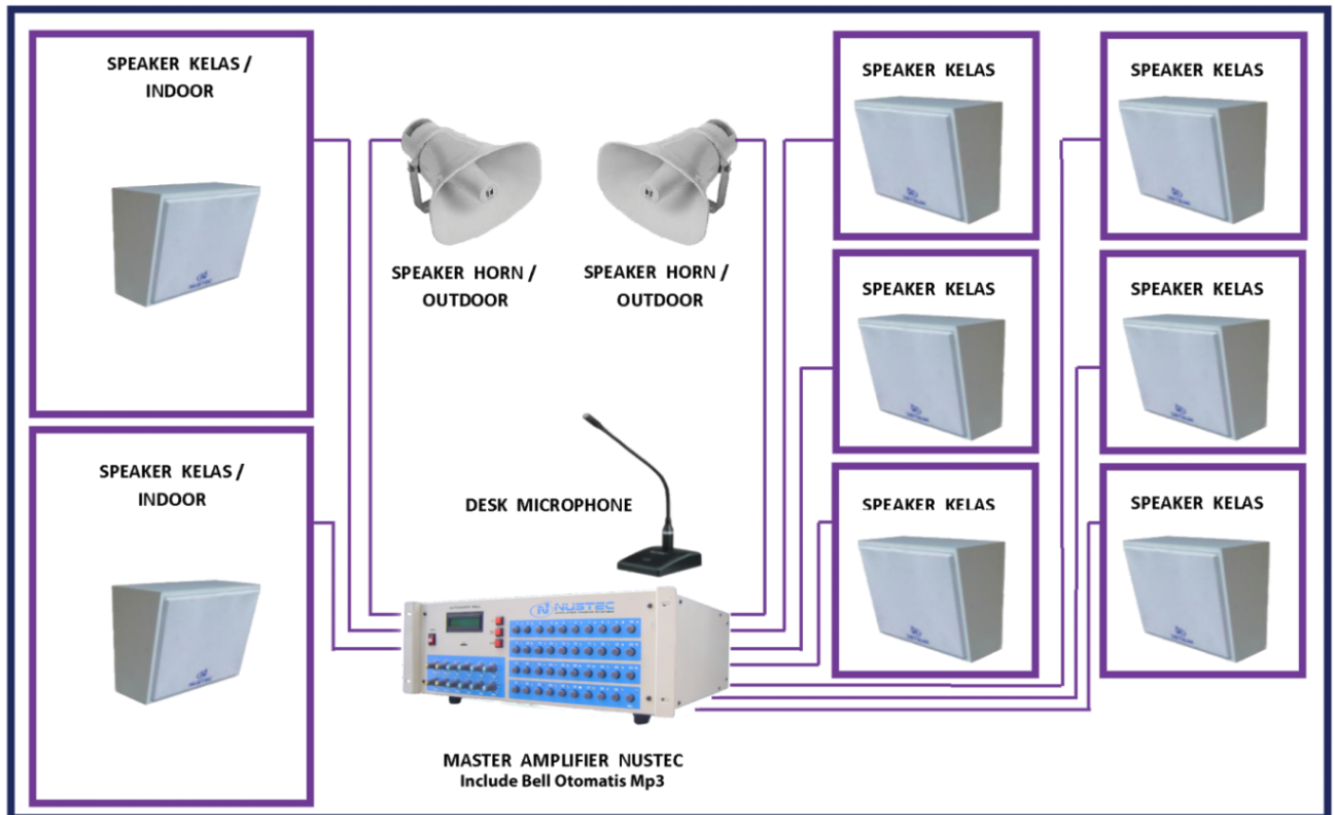 SPEAKER KELAS /
INDOOR
SPEAKER HORN /
OUTDOOR
SPEAKER HORN /
OUTDOOR
SPEAKER KELAS
SPEAKER KELAS
SPEAKER KELAS
SPEAKER KELAS
SPEAKER KELAS /
INDOOR
DESK MICROPHONE
SPEAKER KELAS
SPEAKER KELAS
NUSTEC
MASTER AMPLIFIER NUSTEC
Include Bell Otomatis Mp3